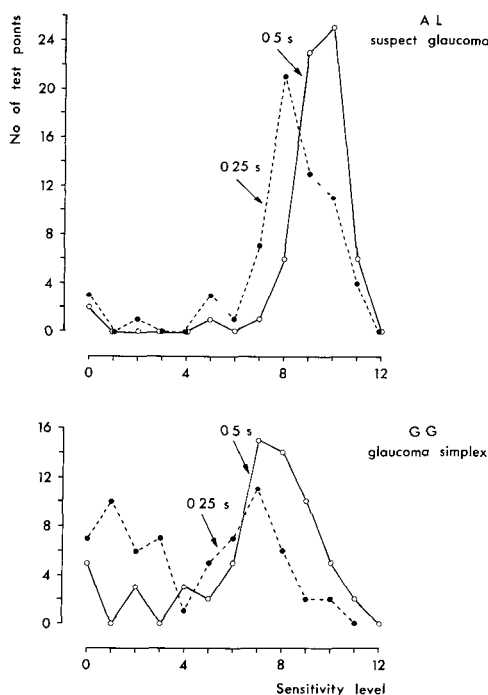 A L
suspect glaucoma
No of test points
24
20
16
12
8
4
0
0 5 s
0 25 s
0 4 8 12
G G
glaucoma simplex
16
12
8
4
0
0 5 s
0 25 s
0 4 8 12
Sensitivity level